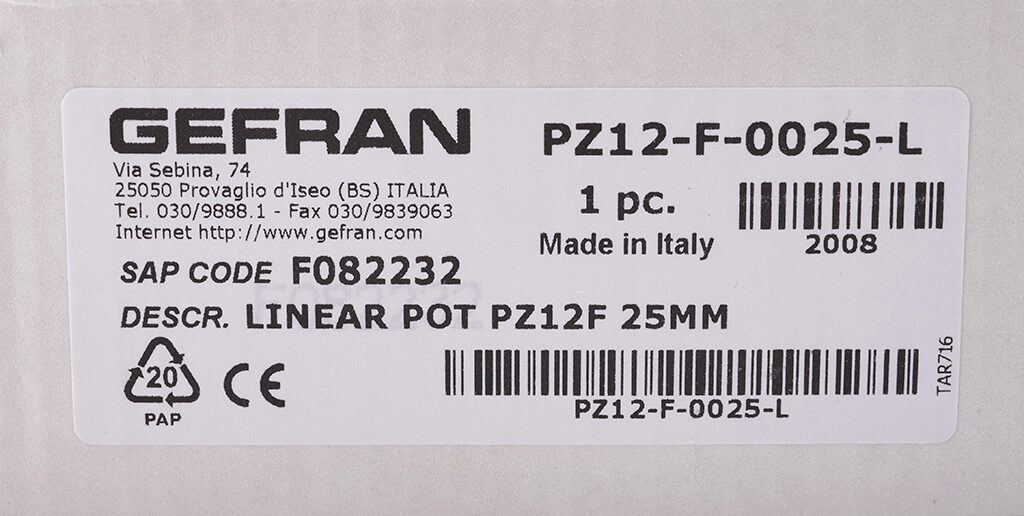 GEFRAN
Via Sebina, 74
25050 Provaglio d'Iseo (BS) ITALIA
Tel. 030/9888.1 - Fax 030/9839063
Internet http://www.gefran.com
PZ12-F-0025-L
1 pc.
Made in Italy
2008
SAP CODE F082232
DESCR. LINEAR POT PZ12F 25MM
20
PAP
CE
PZ12-F-0025-L
TAR716